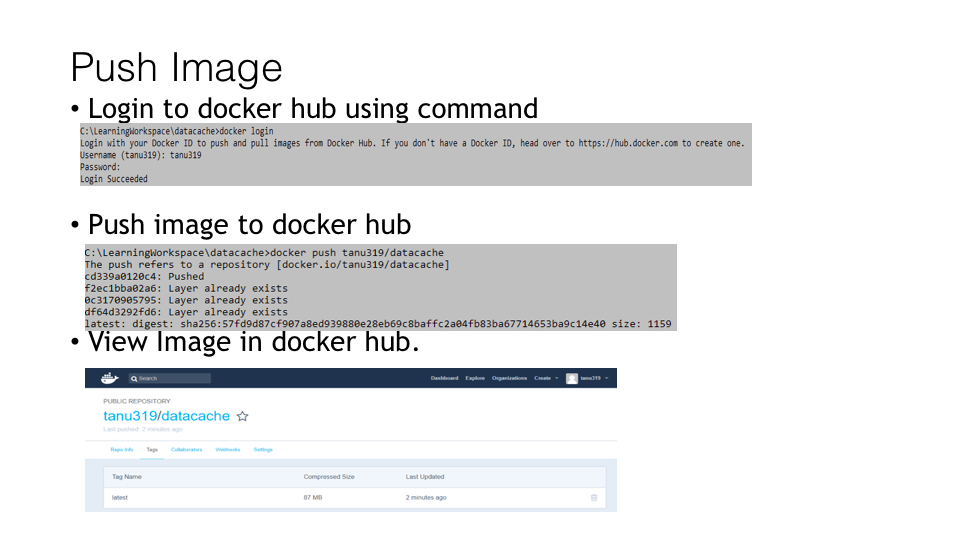 Push Image
• Login to docker hub using command
C:\LearningWorkspace\datacache>docker login
Login with your Docker ID to push and pull images from Docker Hub. If you don't have a Docker ID, head over to https://hub.docker.com to create one.
Username (tanu319): tanu319
Password:
Login Succeeded
• Push image to docker hub
C:\LearningWorkspace\datacache>docker push tanu319/datacache
The push refers to a repository [docker.io/tanu319/datacache]
cd339a0120c4: Pushed
f2ec1bba02a6: Layer already exists
0c3170905795: Layer already exists
df64d3292fd6: Layer already exists
latest: digest: sha256:57fd9d87cf907a8ed939880e28eb69c8baffc2a04fb83ba67714653ba9c14e40 size: 1159
• View Image in docker hub.
Search Dashboard Explore Organizations Create tanu319
PUBLIC REPOSITORY
tanu319/datacache
Last pushed: 2 minutes ago
Repo Info Tags Collaborators Webhooks Settings
Tag Name Compressed Size Last Updated
latest 87 MB 2 minutes ago